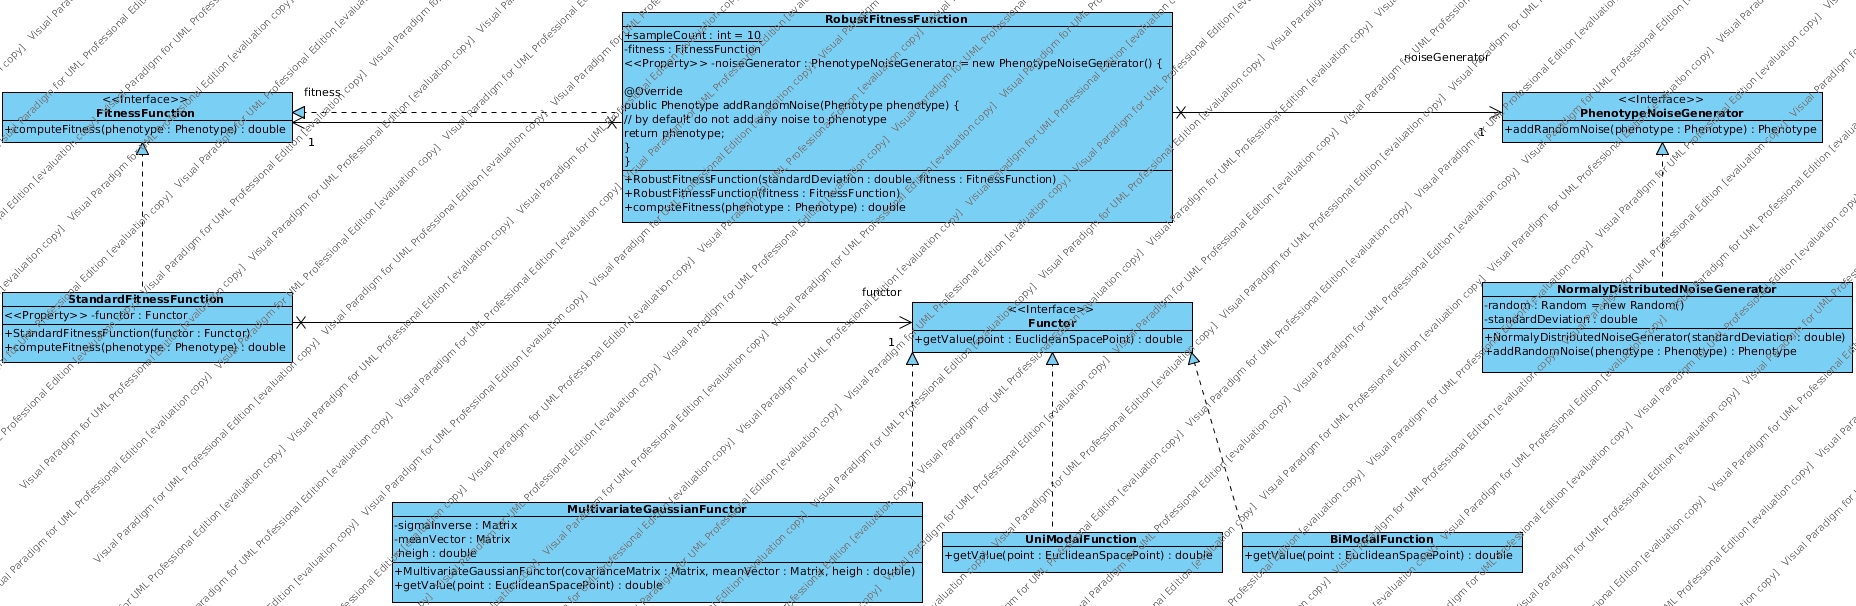 RobustFitnessFunction
+sampleCount : int = 10
-fitness : FitnessFunction
<<Property>> -noiseGenerator : PhenotypeNoiseGenerator = new PhenotypeNoiseGenerator() {
@Override
public Phenotype addRandomNoise(Phenotype phenotype) {
// by default do not add any noise to phenotype
return phenotype;
}
}
+RobustFitnessFunction(standardDeviation : double, fitness : FitnessFunction)
+RobustFitnessFunction(fitness : FitnessFunction)
+computeFitness(phenotype : Phenotype) : double
fitness
1
noiseGenerator
1
<<Interface>>
FitnessFunction
+computeFitness(phenotype : Phenotype) : double
<<Interface>>
PhenotypeNoiseGenerator
+addRandomNoise(phenotype : Phenotype) : Phenotype
StandardFitnessFunction
<<Property>> -functor : Functor
+StandardFitnessFunction(functor : Functor)
+computeFitness(phenotype : Phenotype) : double
functor
1
<<Interface>>
Functor
+getValue(point : EuclideanSpacePoint) : double
NormalyDistributedNoiseGenerator
-random : Random = new Random()
-standardDeviation : double
+NormalyDistributedNoiseGenerator(standardDeviation : double)
+addRandomNoise(phenotype : Phenotype) : Phenotype
MultivariateGaussianFunctor
-sigmaInverse : Matrix
-meanVector : Matrix
-heigh : double
+MultivariateGaussianFunctor(covarianceMatrix : Matrix, meanVector : Matrix, heigh : double)
+getValue(point : EuclideanSpacePoint) : double
UniModalFunction
+getValue(point : EuclideanSpacePoint) : double
BiModalFunction
+getValue(point : EuclideanSpacePoint) : double
Visual Paradigm for UML Professional Edition [evaluation copy]